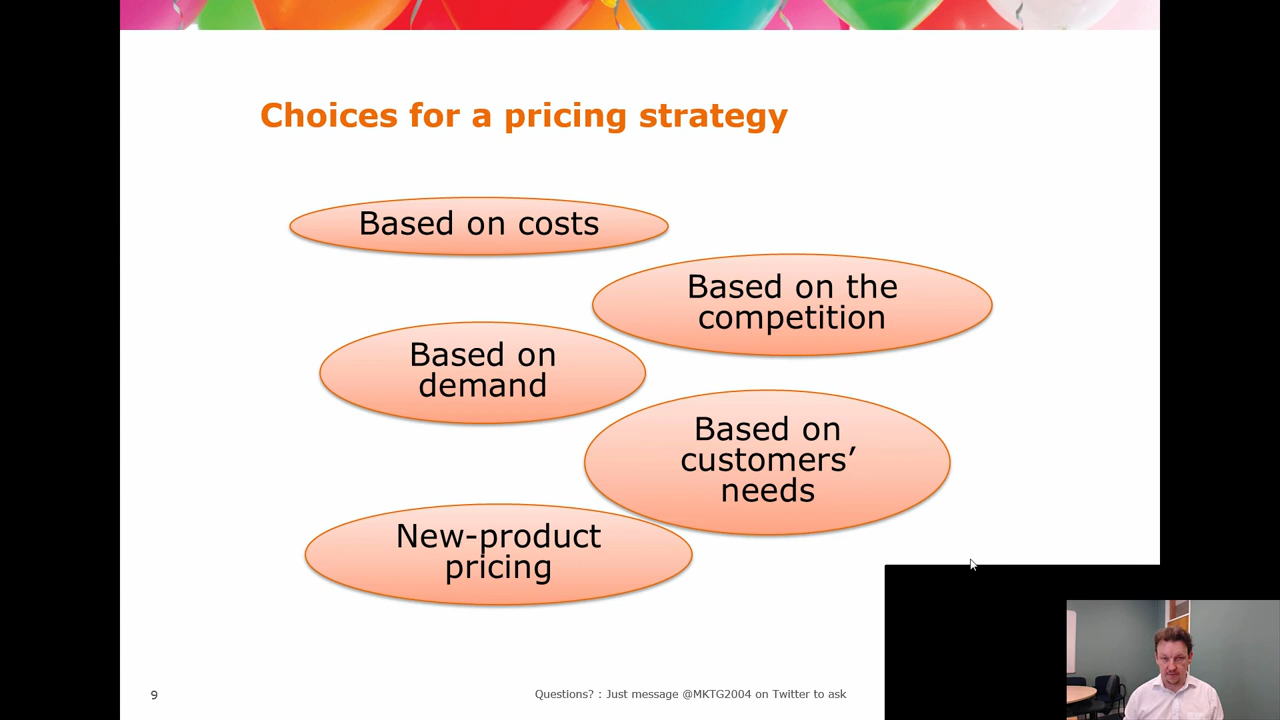 Choices for a pricing strategy
Based on costs
Based on the
competition
Based on
demand
Based on
customers’
needs
New-product
pricing
9
Questions? : Just message @MKTG2004 on Twitter to ask